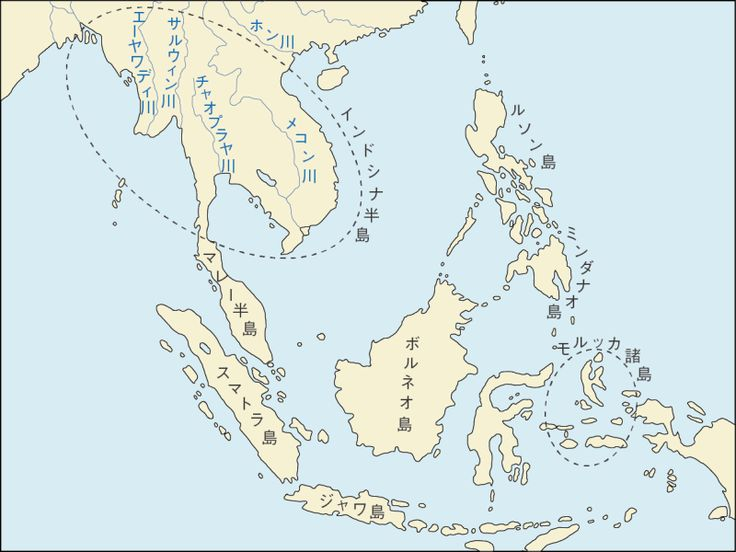 エーヤワディ川
サルウィン川
ホン川
チャオプラヤ川
メコン川
インドシナ半島
ルソン島
ミンダナオ島
マレー半島
モルッカ諸島
ボルネオ島
スマトラ島
ジャワ島